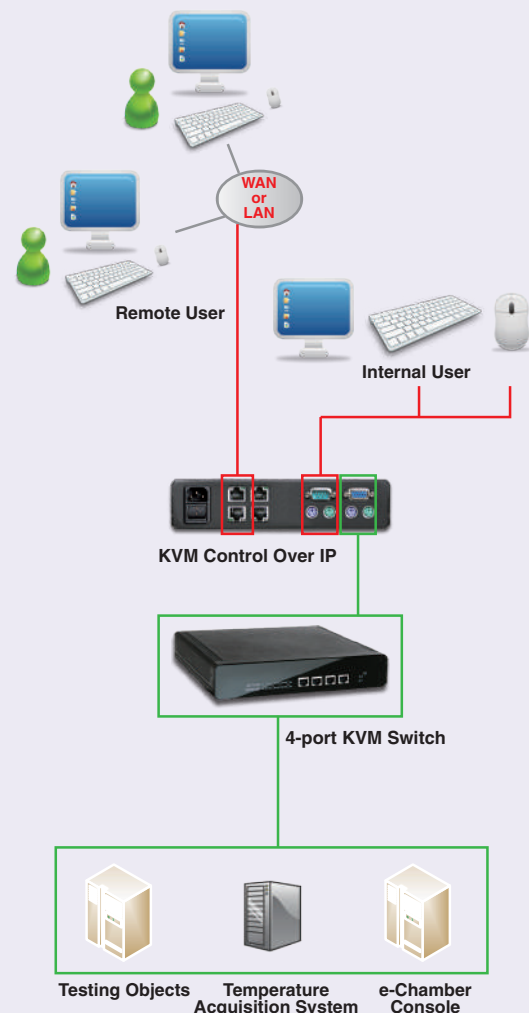 WAN
or
LAN
Remote User
Internal User
KVM Control Over IP
4-port KVM Switch
Testing Objects
Temperature
Acquisition System
e-Chamber
Console